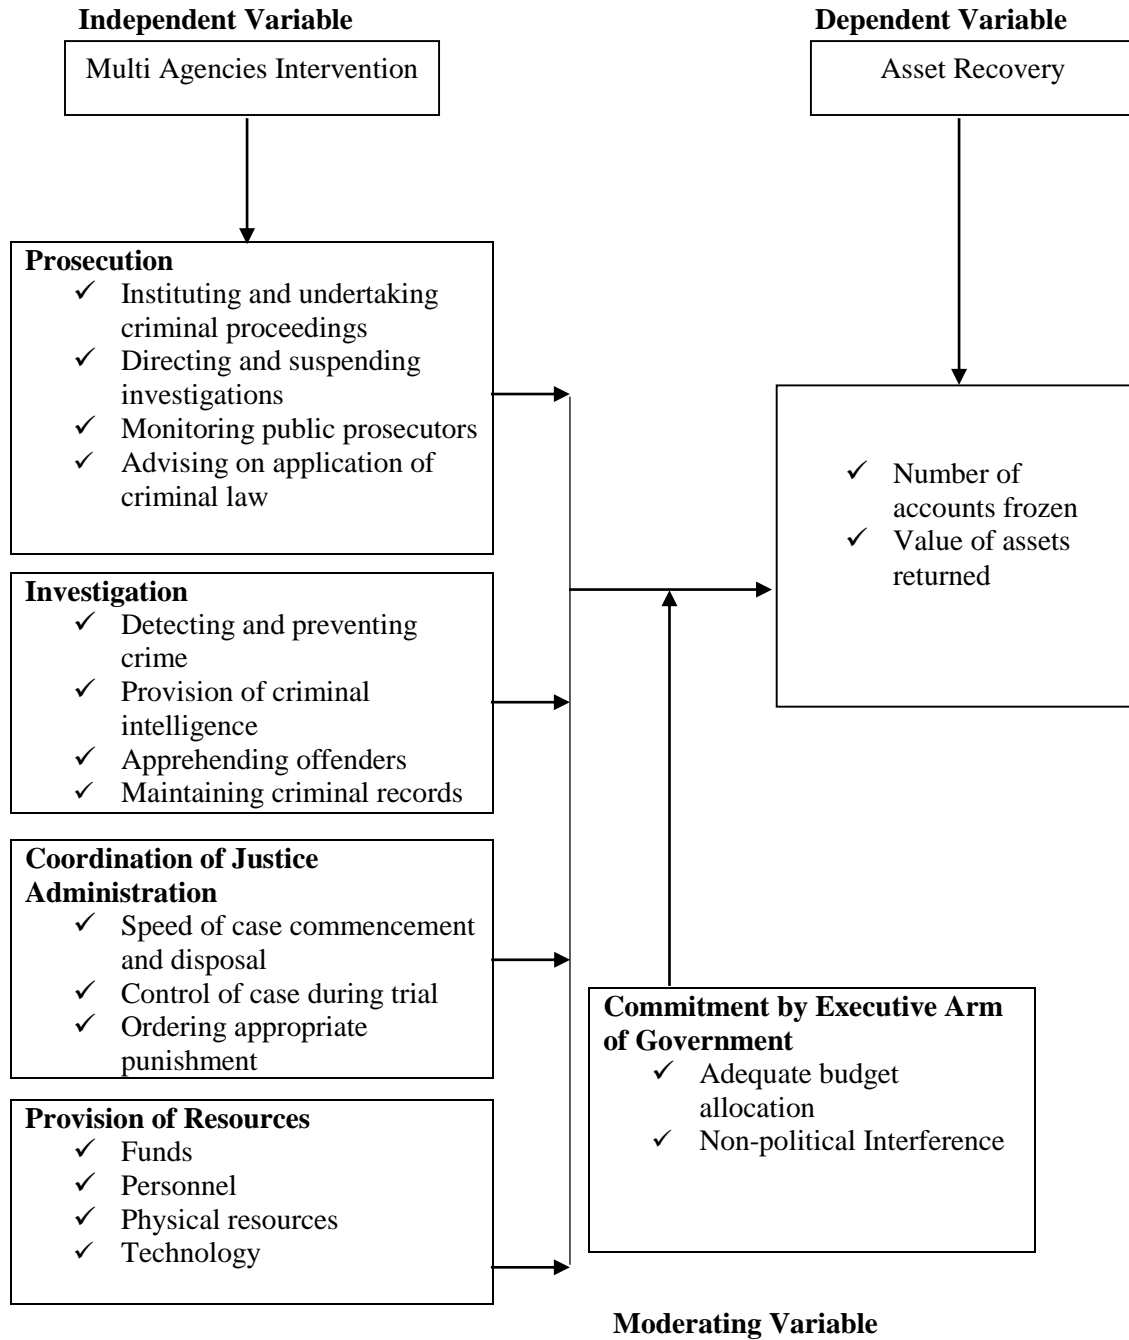 Independent Variable
Dependent Variable
Multi Agencies Intervention
Asset Recovery
Prosecution
✓ Instituting and undertaking
criminal proceedings
✓ Directing and suspending
investigations
✓ Monitoring public prosecutors
✓ Advising on application of
criminal law
✓ Number of
accounts frozen
✓ Value of assets
returned
Investigation
✓ Detecting and preventing
crime
✓ Provision of criminal
intelligence
✓ Apprehending offenders
✓ Maintaining criminal records
Coordination of Justice
Administration
✓ Speed of case commencement
and disposal
✓ Control of case during trial
✓ Ordering appropriate
punishment
Commitment by Executive Arm
of Government
✓ Adequate budget
allocation
✓ Non-political Interference
Provision of Resources
✓ Funds
✓ Personnel
✓ Physical resources
✓ Technology
Moderating Variable